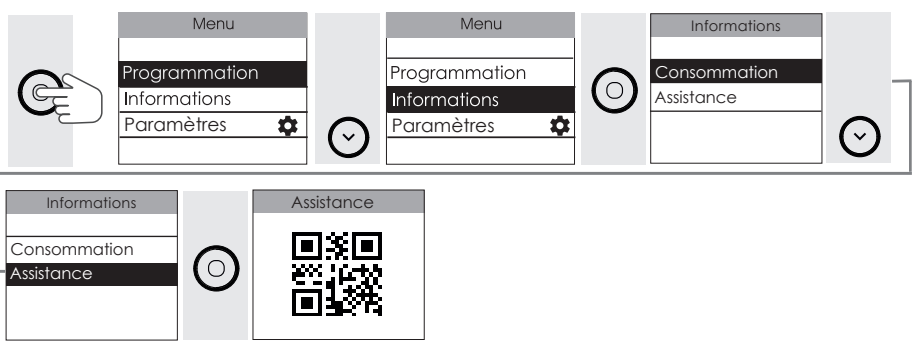 Menu
Programmation
Informations
Paramètres
Menu
Programmation
Informations
Paramètres
Informations
Consommation
Assistance
Informations
Consommation
Assistance
Assistance